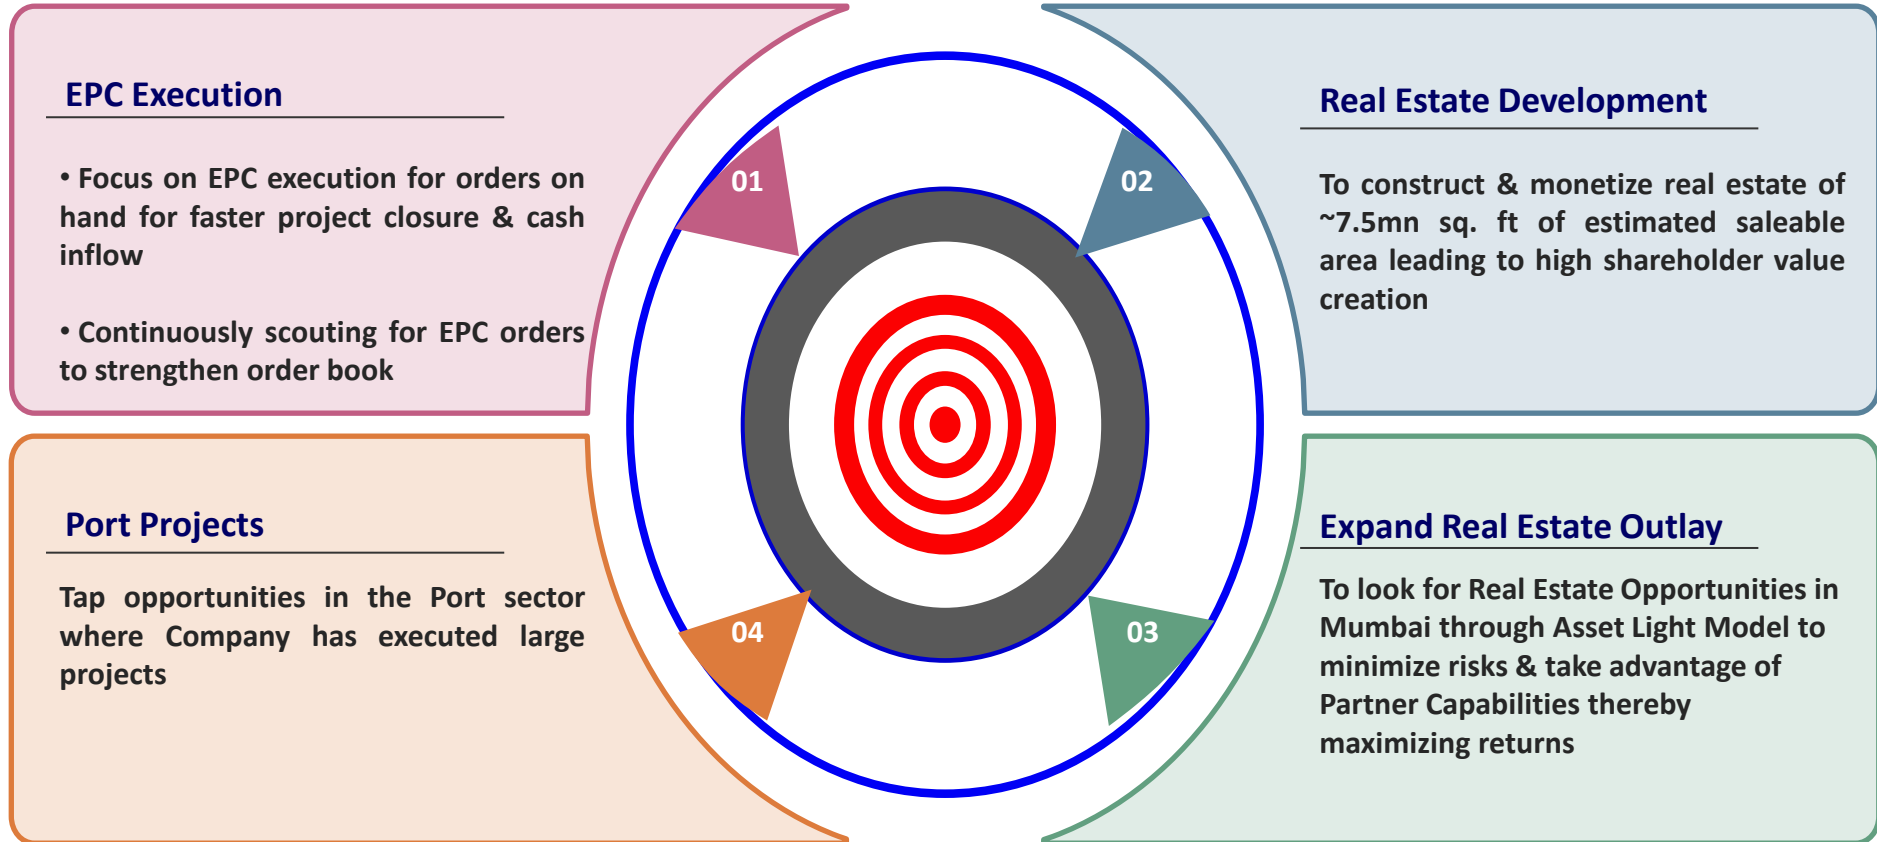 EPC Execution
• Focus on EPC execution for orders on
hand for faster project closure & cash
inflow
• Continuously scouting for EPC orders
to strengthen order book
01
02
Real Estate Development
To construct & monetize real estate of
~7.5mn sq. ft of estimated saleable
area leading to high shareholder value
creation
Port Projects
Tap opportunities in the Port sector
where Company has executed large
projects
04
03
Expand Real Estate Outlay
To look for Real Estate Opportunities in
Mumbai through Asset Light Model to
minimize risks & take advantage of
Partner Capabilities thereby
maximizing returns